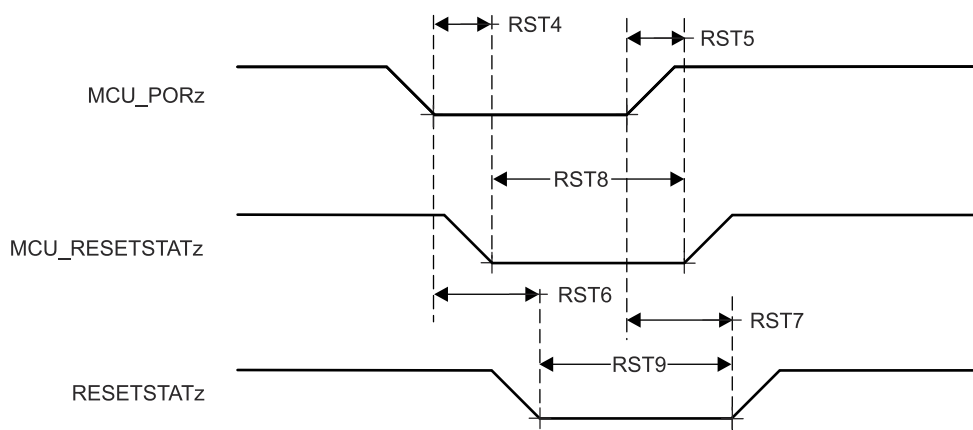 RST4
RST5
MCU_PORz
RST8
MCU_RESETSTATz
RST6
RST7
RST9
RESETSTATz